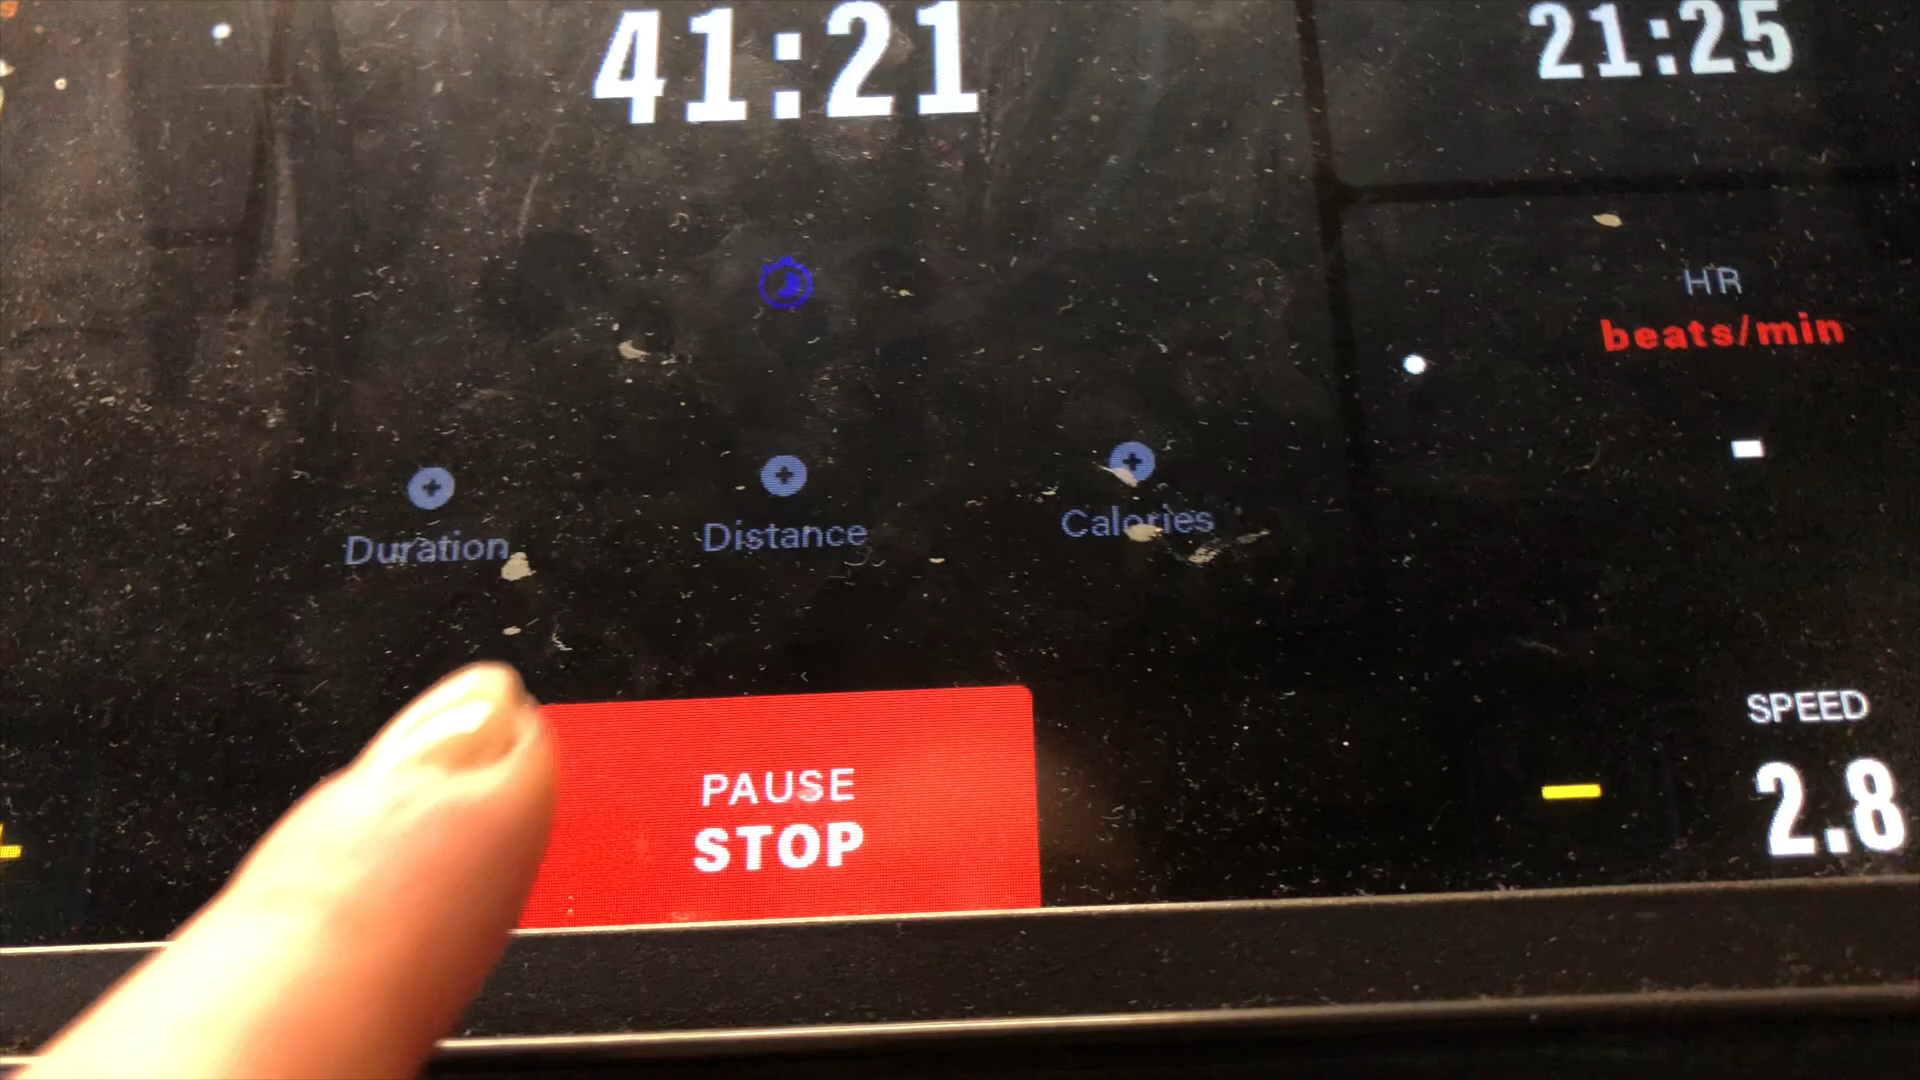 41:21
21:25
HR
beats/min
Duration
Distance
Calories
PAUSE
STOP
SPEED
2.8